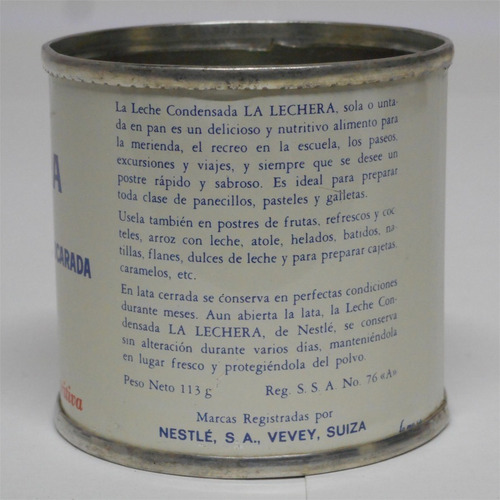 La Leche Condensada LA LECHERA, sola o unta-
da en pan es un delicioso y nutritivo alimento para
la merienda, el recreo en la escuela, los paseos,
excursiones y viajes, y siempre que se desee un
postre rápido y sabroso. Es ideal para preparar
toda clase de panecillos, pasteles y galletas.
Usela también en postres de frutas, refrescos y coc-
teles, arroz con leche, atole, helados, batidos, na-
tillas, flanes, dulces de leche y para preparar cajetas,
caramelos, etc.
En lata cerrada se conserva en perfectas condiciones
durante meses. Aun abierta la lata, la Leche Con-
densada LA LECHERA, de Nestlé, se conserva
sin alteración durante varios días, manteniéndola
en lugar fresco y protegiéndola del polvo.
Peso Neto 113 g Reg. S. S. A. No. 76 «A»
Marcas Registradas por
NESTLÉ, S. A., VEVEY, SUIZA
A
CARADA